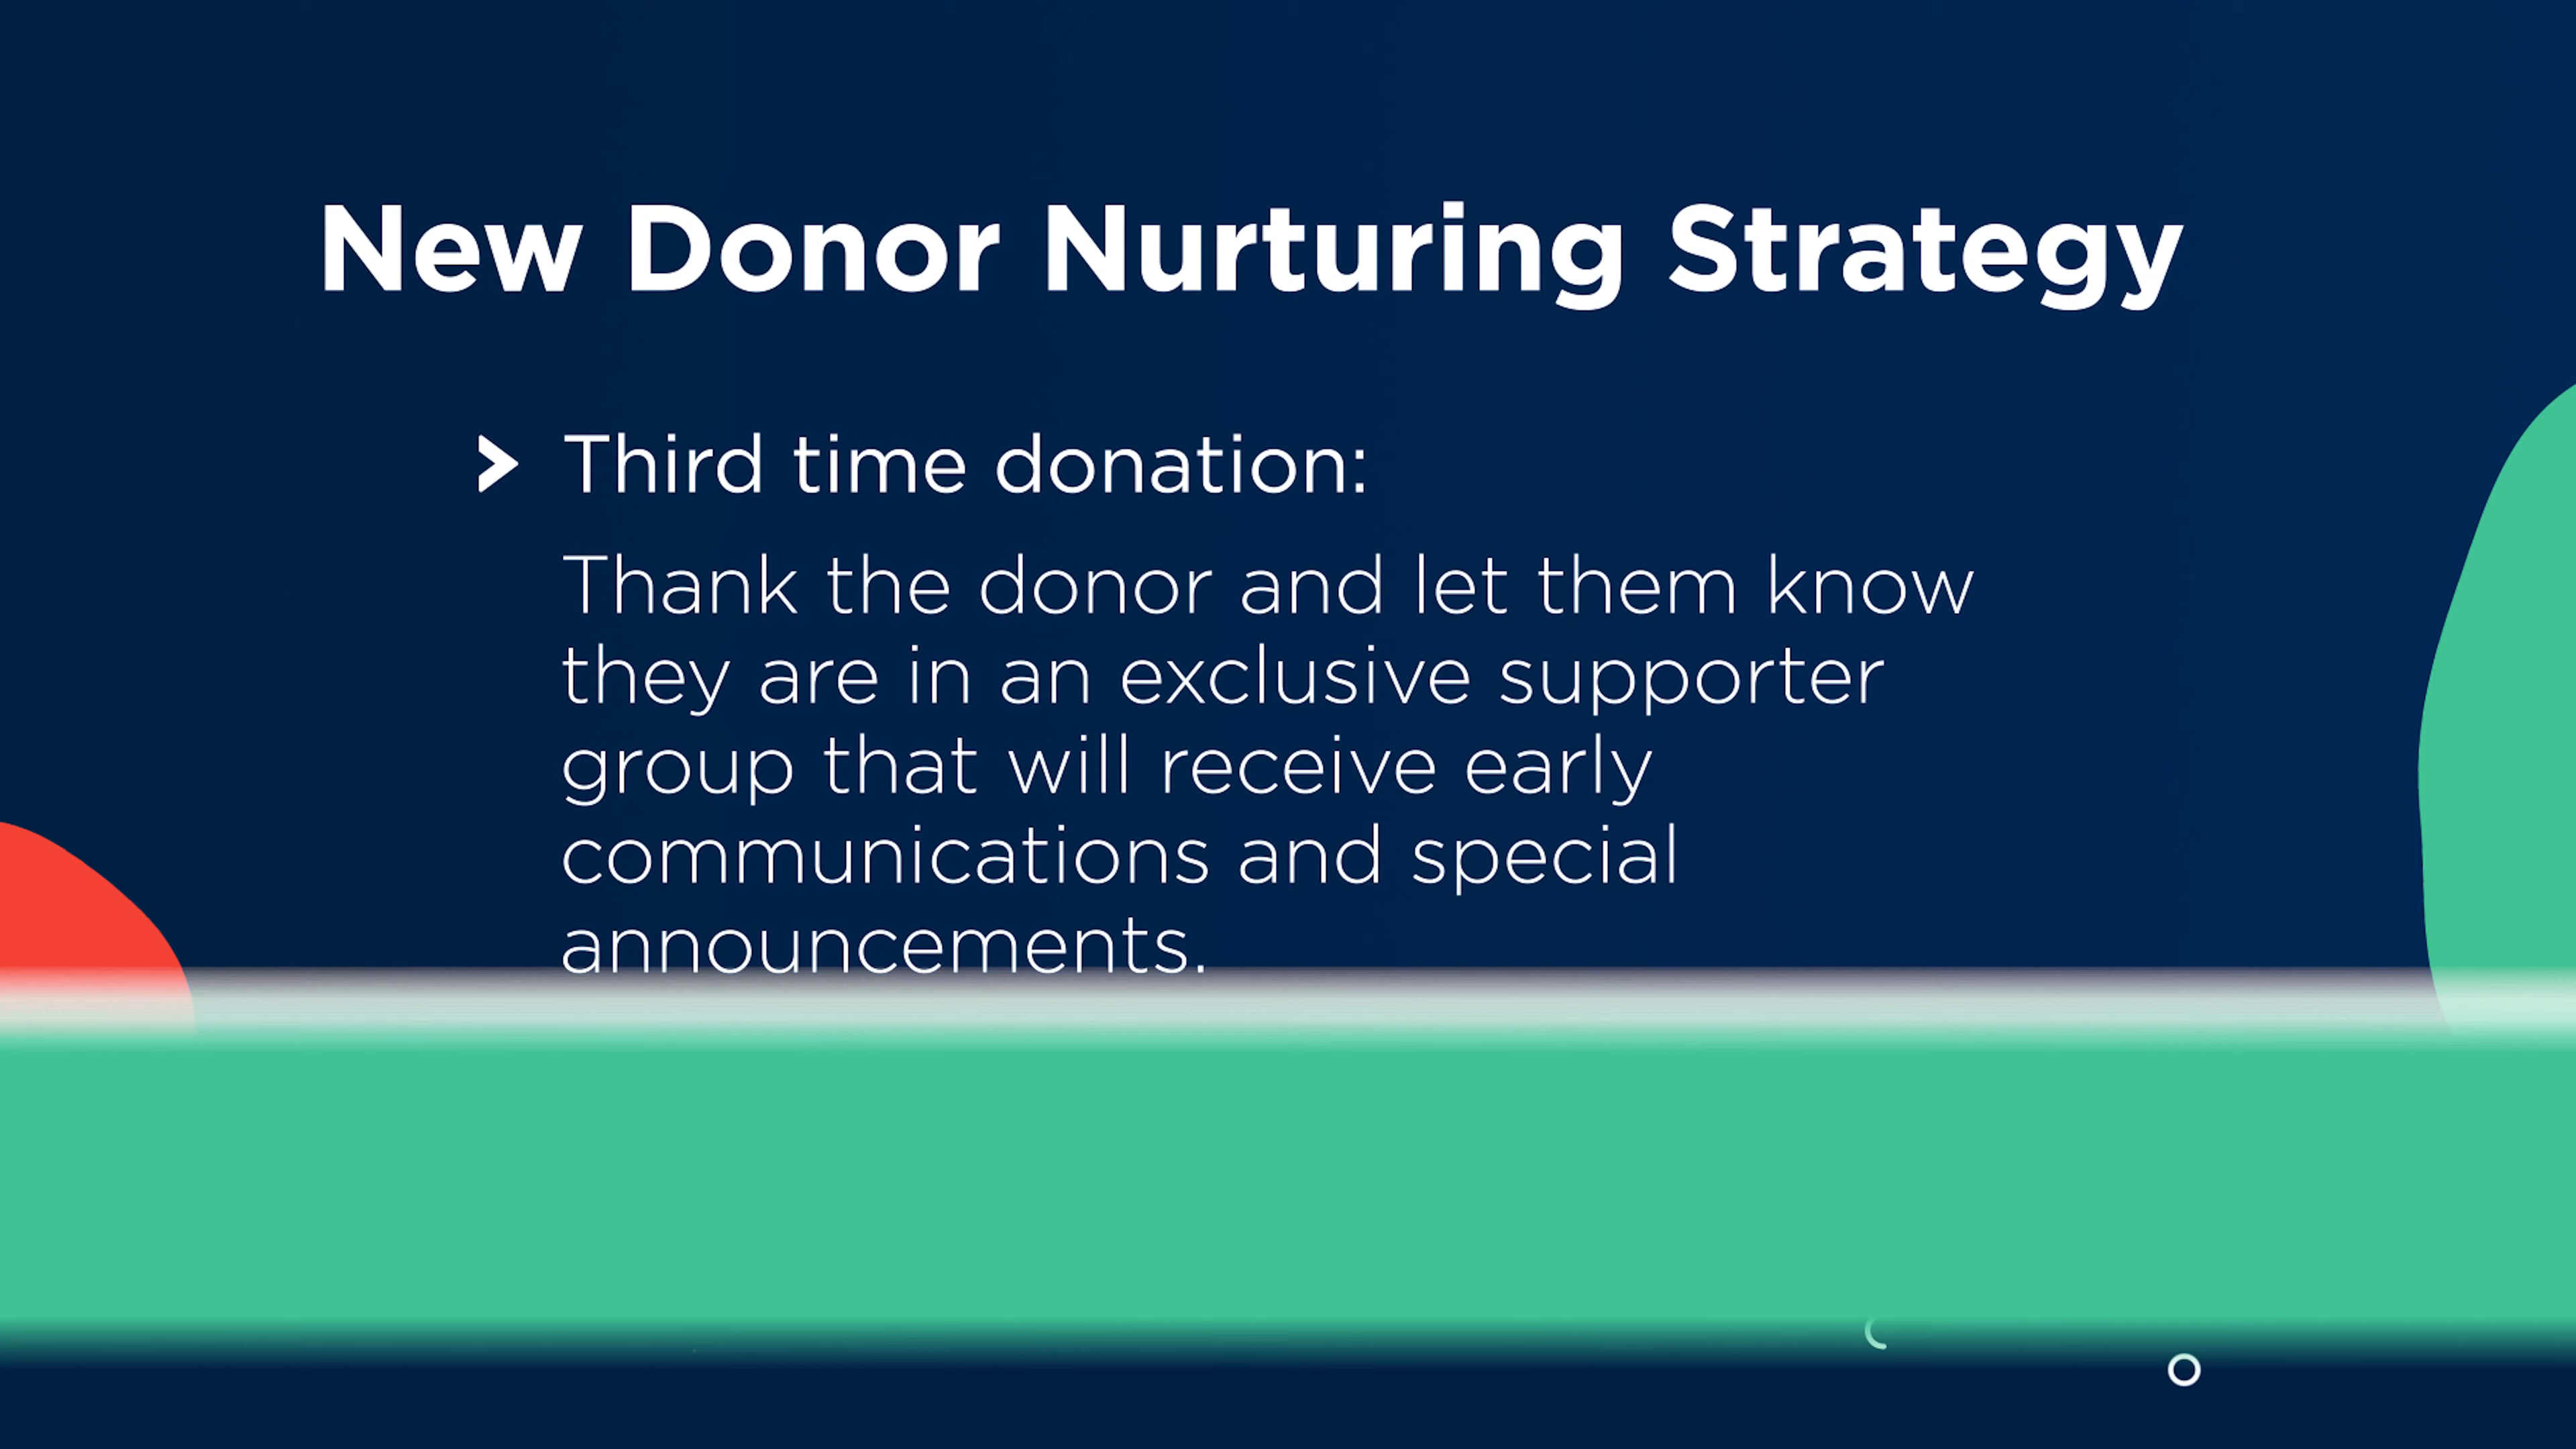 New Donor Nurturing Strategy
> Third time donation:
Thank the donor and let them know
they are in an exclusive supporter
group that will receive early
communications and special
announcements.